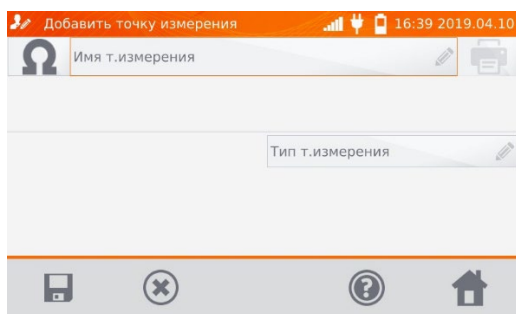 Добавить точку измерения 16:39 2019.04.10
Ω Имя т.измерения
Тип т.измерения
?